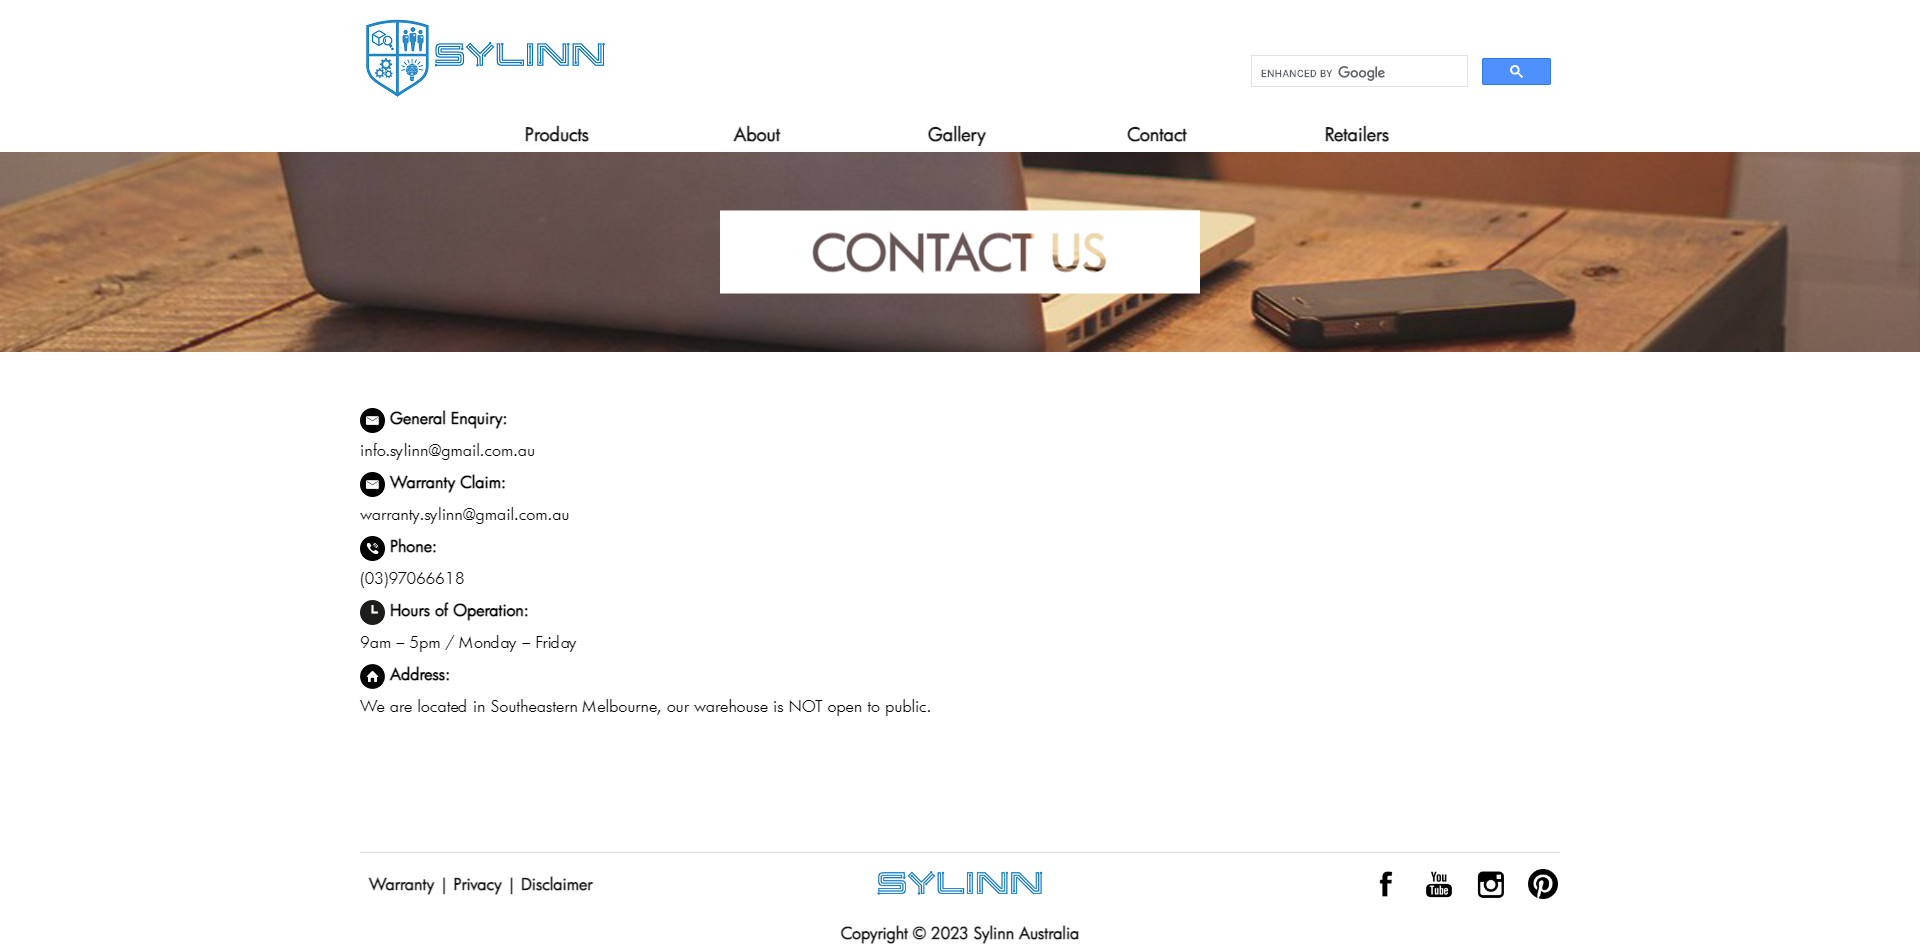 SYLINN
ENHANCED BY Google
Products About Gallery Contact Retailers
CONTACT US
General Enquiry:
info.sylinn@gmail.com.au
Warranty Claim:
warranty.sylinn@gmail.com.au
Phone:
(03)97066618
Hours of Operation:
9am – 5pm / Monday – Friday
Address:
We are located in Southeastern Melbourne, our warehouse is NOT open to public.
Warranty | Privacy | Disclaimer
SYLINN
You
Tube
Copyright © 2023 Sylinn Australia